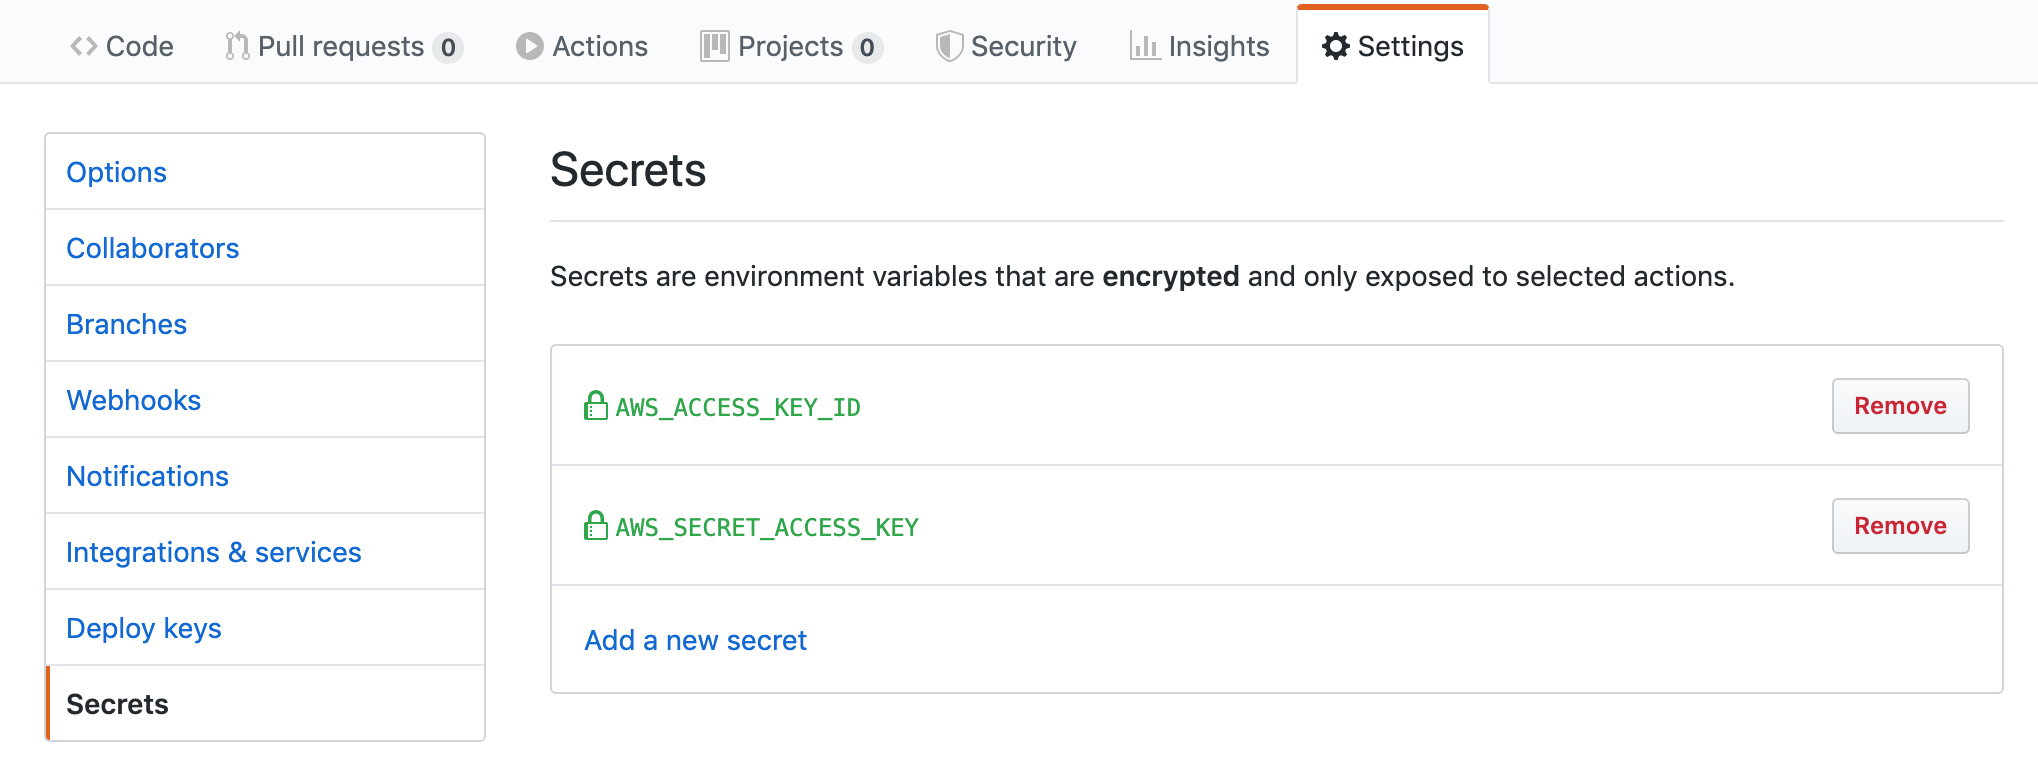 Code Pull requests 0 Actions Projects 0 Security Insights Settings
Options
Collaborators
Branches
Webhooks
Notifications
Integrations & services
Deploy keys
Secrets
Secrets
Secrets are environment variables that are encrypted and only exposed to selected actions.
AWS_ACCESS_KEY_ID Remove
AWS_SECRET_ACCESS_KEY Remove
Add a new secret